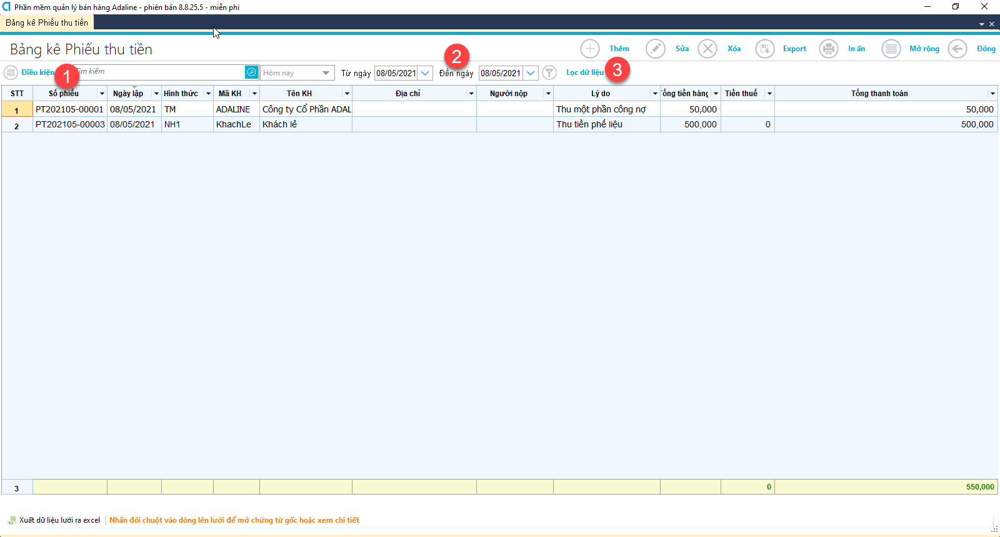 Phần mềm quản lý bán hàng Adaline - phiên bản 8.8.25.5 - miễn phí
Bảng kê Phiếu thu tiền
Bảng kê Phiếu thu tiền
Thêm Sửa Xóa Export In ấn Mở rộng Đóng
Điều kiện 1 Tìm kiếm Hôm nay Từ ngày 08/05/2021 2 Đến ngày 08/05/2021 Lọc dữ liệu 3
STT Số phiếu Ngày lập Hình thức Mã KH Tên KH Địa chỉ Người nộp Lý do ổng tiền hàng Tiền thuế Tổng thanh toán
1 PT202105-00001 08/05/2021 TM ADALINE Công ty Cổ Phần ADAL Thu một phần công nợ 50,000 50,000
2 PT202105-00003 08/05/2021 NH1 KhachLe Khách lẻ Thu tiền phế liệu 500,000 0 500,000
3 0 550,000
Xuất dữ liệu lưới ra excel Nhấn đôi chuột vào dòng lên lưới để mở chứng từ gốc hoặc xem chi tiết